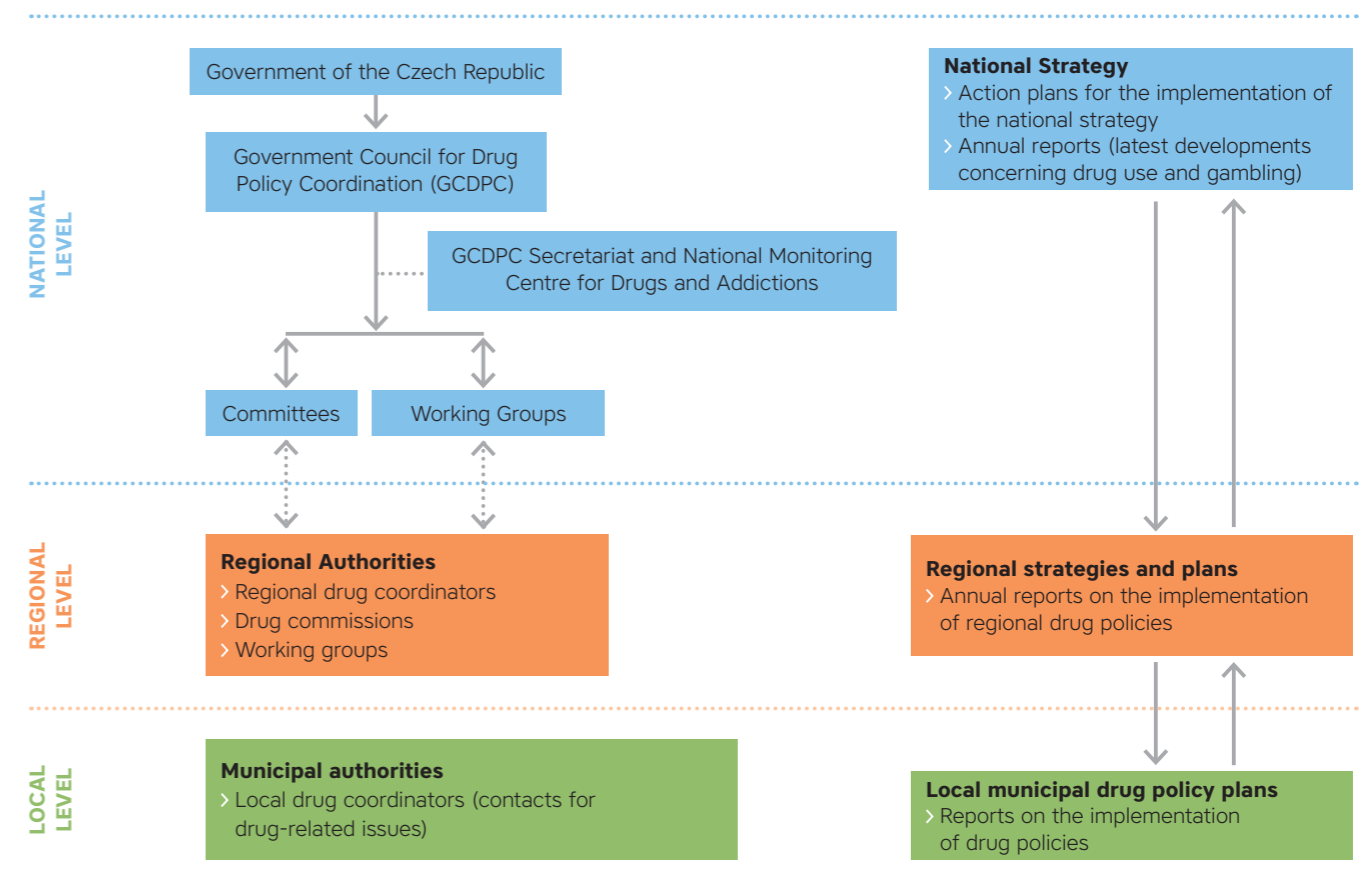 NATIONAL
LEVEL
Government of the Czech Republic
Government Council for Drug
Policy Coordination (GCDPC)
GCDPC Secretariat and National Monitoring
Centre for Drugs and Addictions
Committees
Working Groups
National Strategy
> Action plans for the implementation of
the national strategy
> Annual reports (latest developments
concerning drug use and gambling)
REGIONAL
LEVEL
Regional Authorities
> Regional drug coordinators
> Drug commissions
> Working groups
Regional strategies and plans
> Annual reports on the implementation
of regional drug policies
LOCAL
LEVEL
Municipal authorities
> Local drug coordinators (contacts for
drug-related issues)
Local municipal drug policy plans
> Reports on the implementation
of drug policies